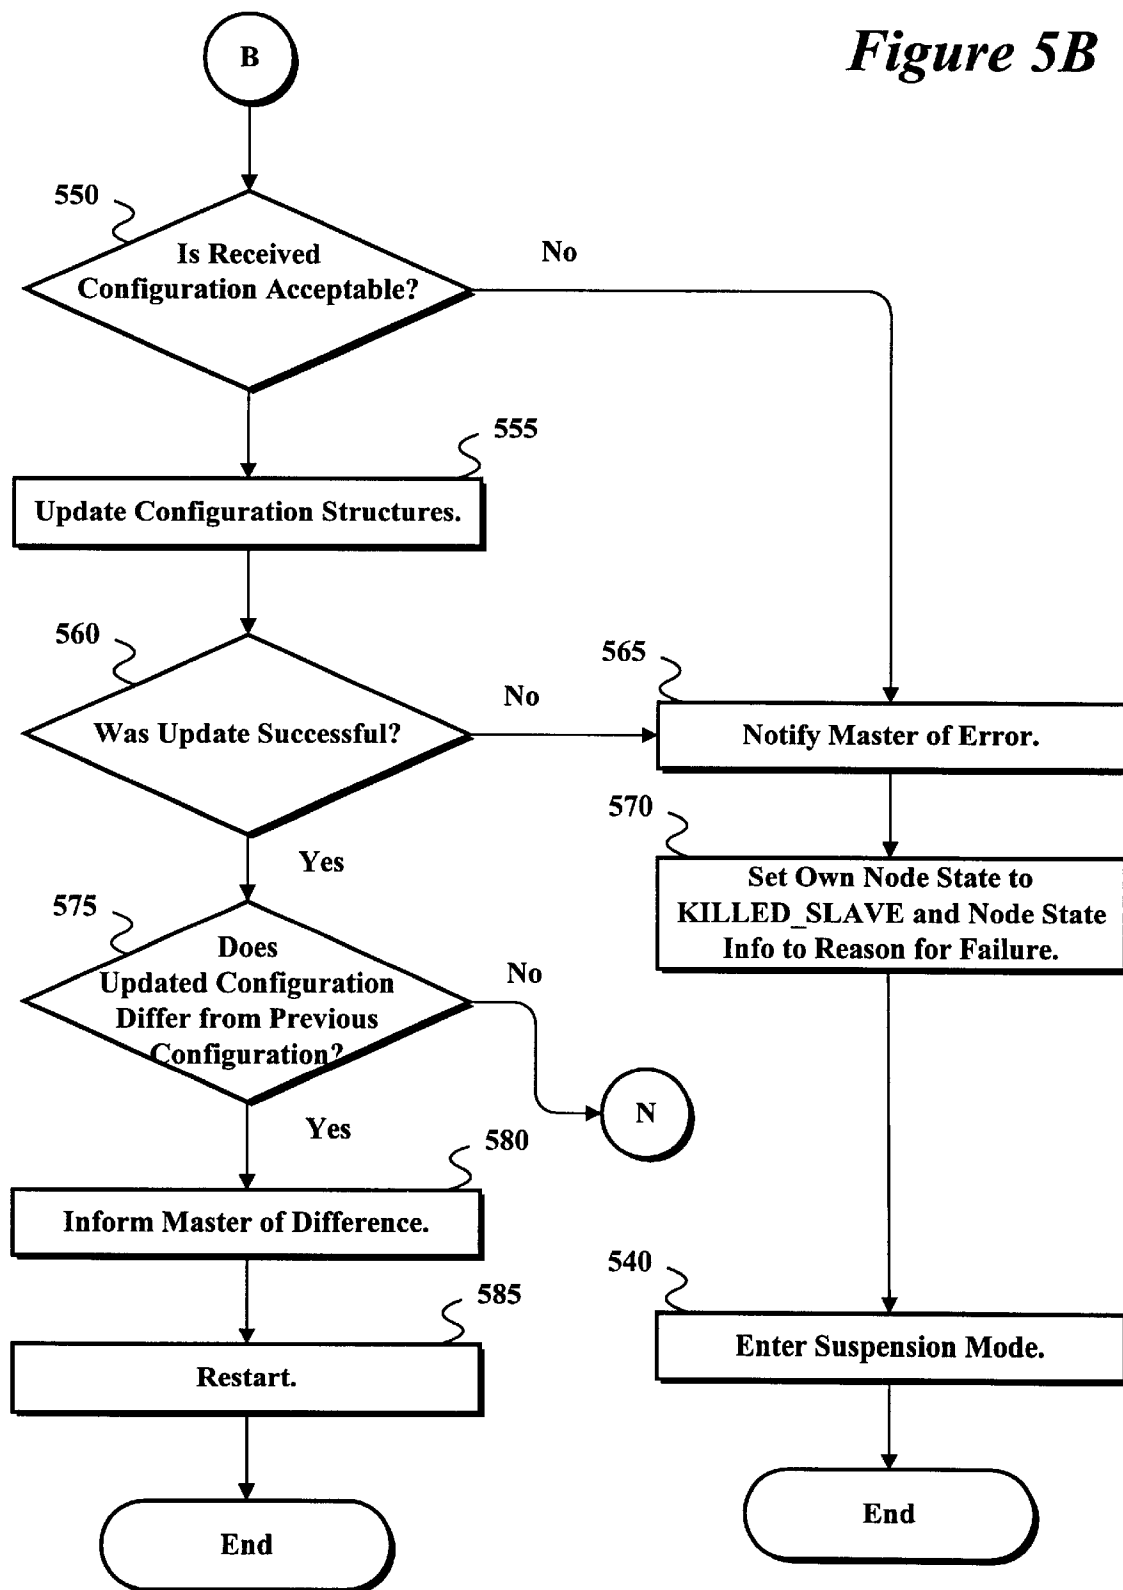 Figure 5B
B
550
Is Received
Configuration Acceptable?
No
555
Update Configuration Structures.
560
Was Update Successful?
No
565
Notify Master of Error.
570
Set Own Node State to
KILLED_SLAVE and Node State
Info to Reason for Failure.
Yes
575
Does
Updated Configuration
Differ from Previous
Configuration?
No
N
Yes
580
Inform Master of Difference.
585
Restart.
540
Enter Suspension Mode.
End
End